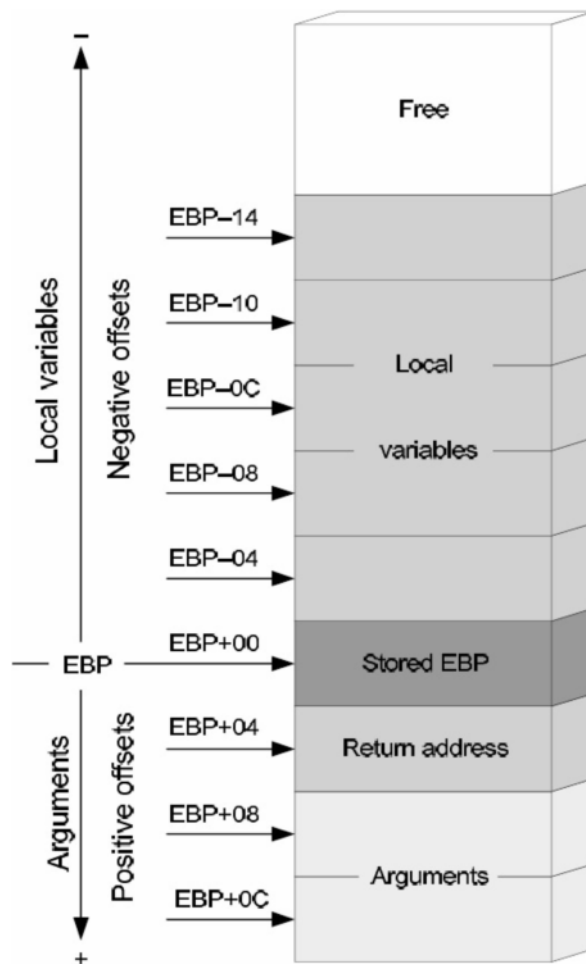 –
Free
EBP–14
EBP–10
Local
EBP–0C
variables
EBP–08
EBP–04
Local variables
Negative offsets
EBP+00
EBP
Stored EBP
EBP+04
Return address
EBP+08
Arguments
EBP+0C
Arguments
Positive offsets
+